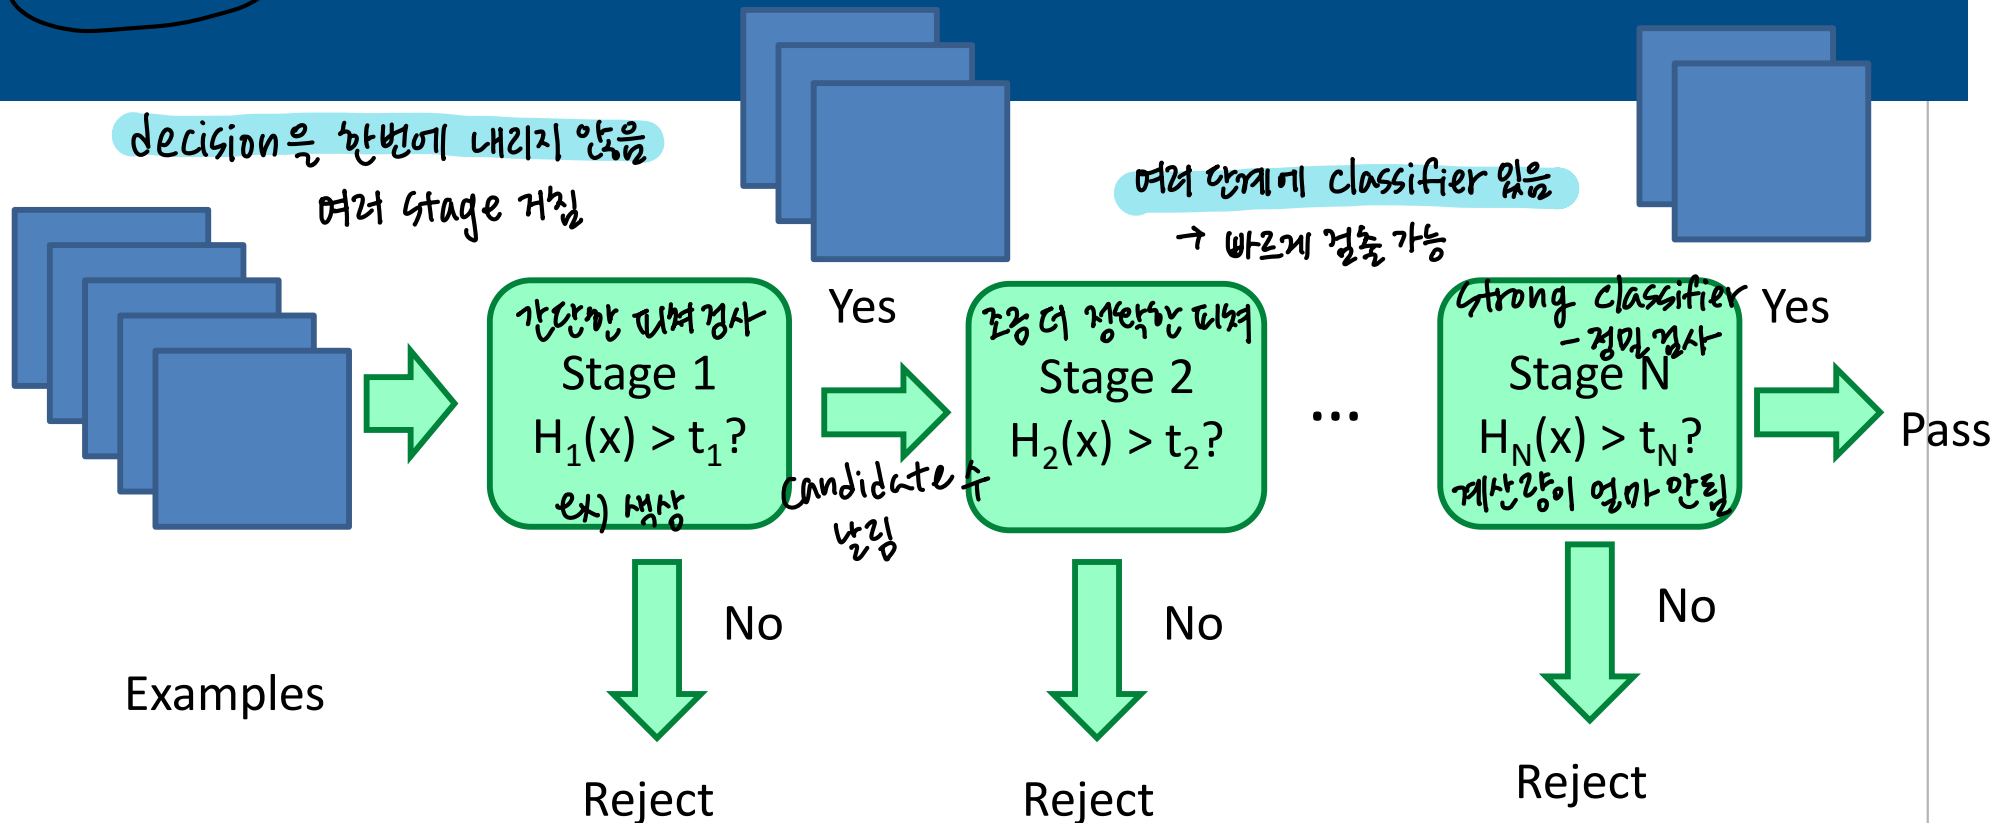 decision을 한번에 내리지 않음
여러 stage 거침
여러 단계에 classifier 있음
→ 빠르게 검출 가능
간단한 피쳐 검사
Stage 1
H₁(x) > t₁?
ex) 색상
Yes
Candidate 수
날림
조금 더 정확한 피쳐
Stage 2
H₂(x) > t₂?
...
Strong classifier
- 정밀 검사
Stage N
H_N(x) > t_N?
계산량이 얼마 안됨
Yes
Pass
No
No
No
Examples
Reject
Reject
Reject